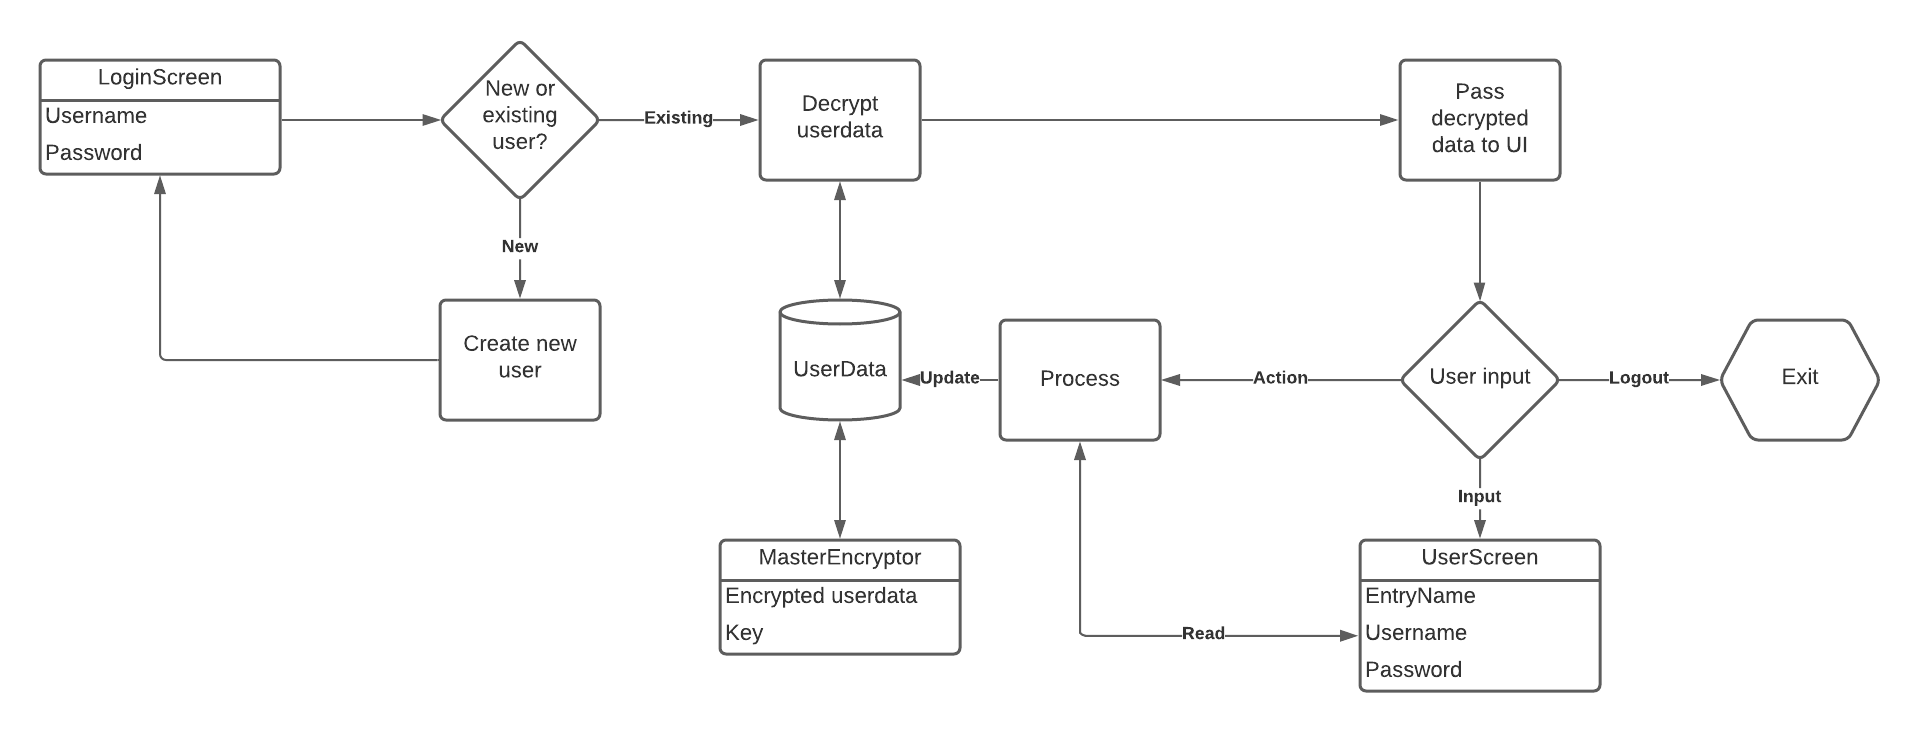 LoginScreen
Username
Password
New or
existing
user?
Existing
Decrypt
userdata
Pass
decrypted
data to UI
New
Create new
user
UserData
Update
Process
Action
User input
Logout
Exit
Input
MasterEncryptor
Encrypted userdata
Key
Read
UserScreen
EntryName
Username
Password